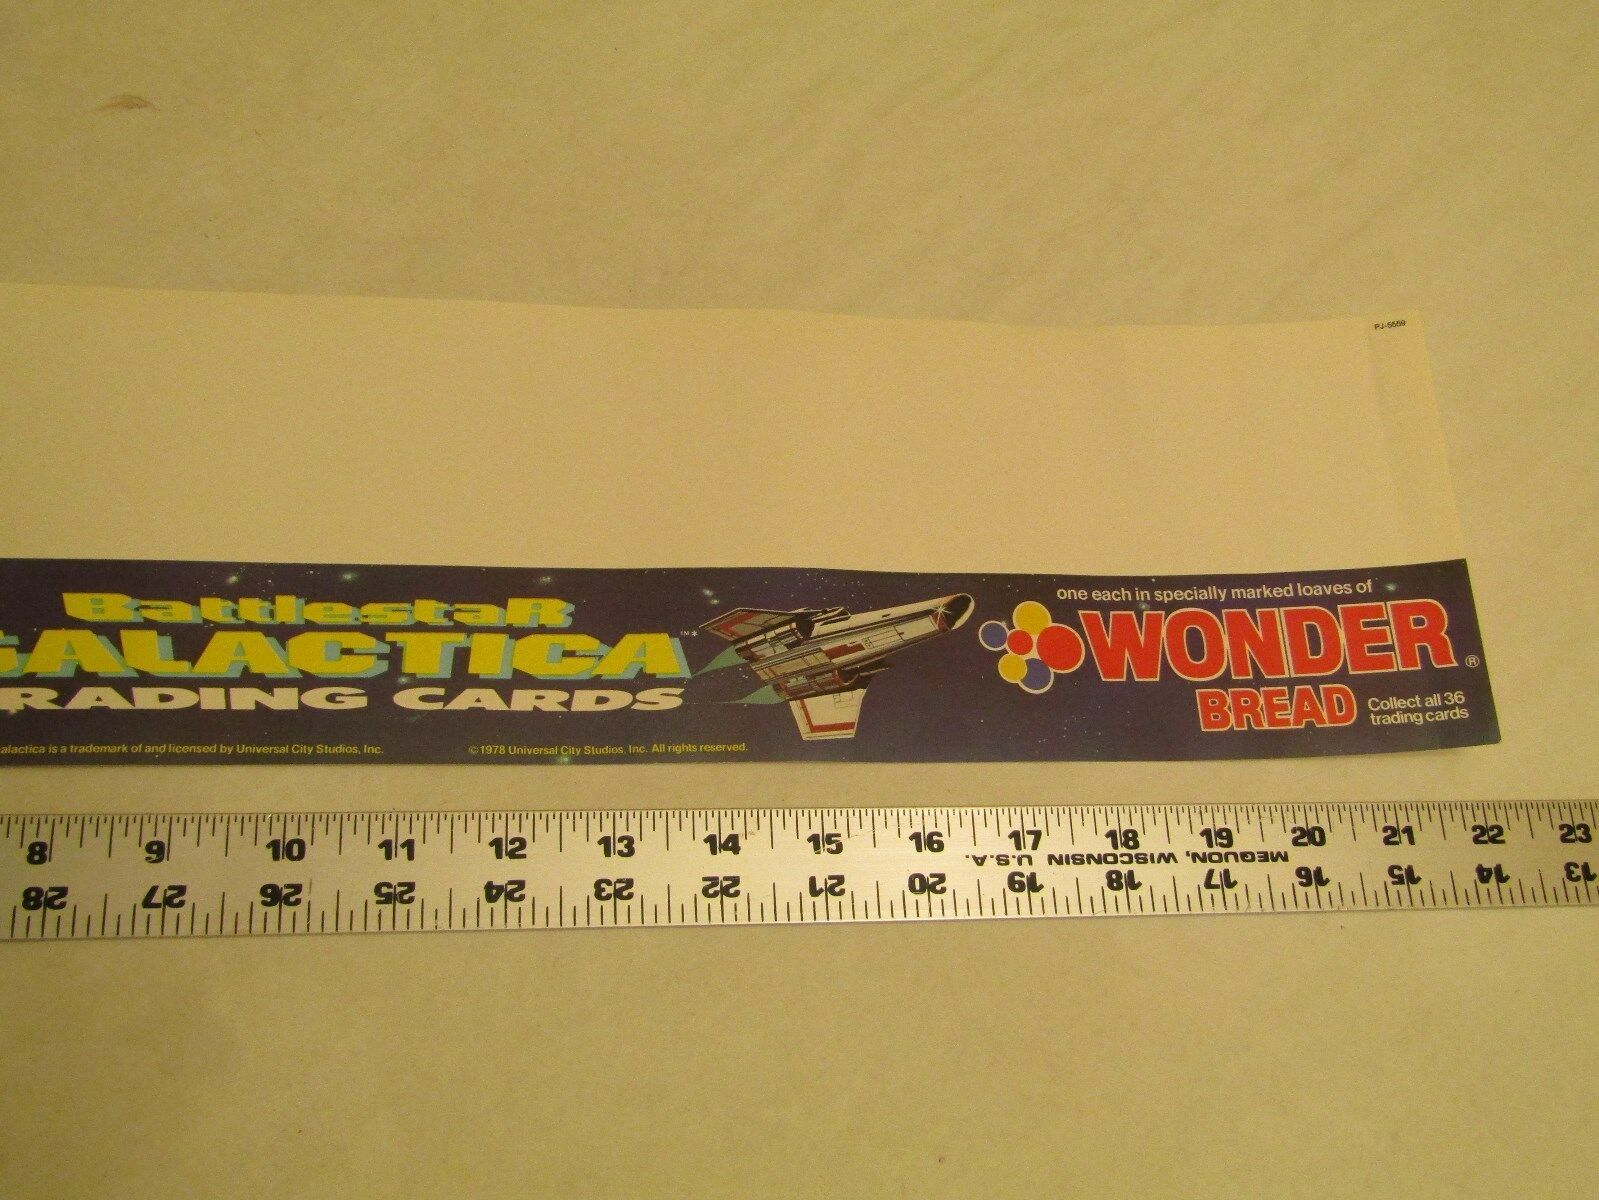 PJ-5559
BattlestaR
GALACTICA ™*
RADING CARDS
alactica is a trademark of and licensed by Universal City Studios, Inc.
©1978 Universal City Studios, Inc. All rights reserved.
one each in specially marked loaves of
WONDER ®
BREAD
Collect all 36
trading cards
8 9 10 11 12 13 14 15 16 17 18 19 20 21 22 23
MEQUON, WISCONSIN U.S.A.
28 27 26 25 24 23 22 21 20 19 18 17 16 15 14 13